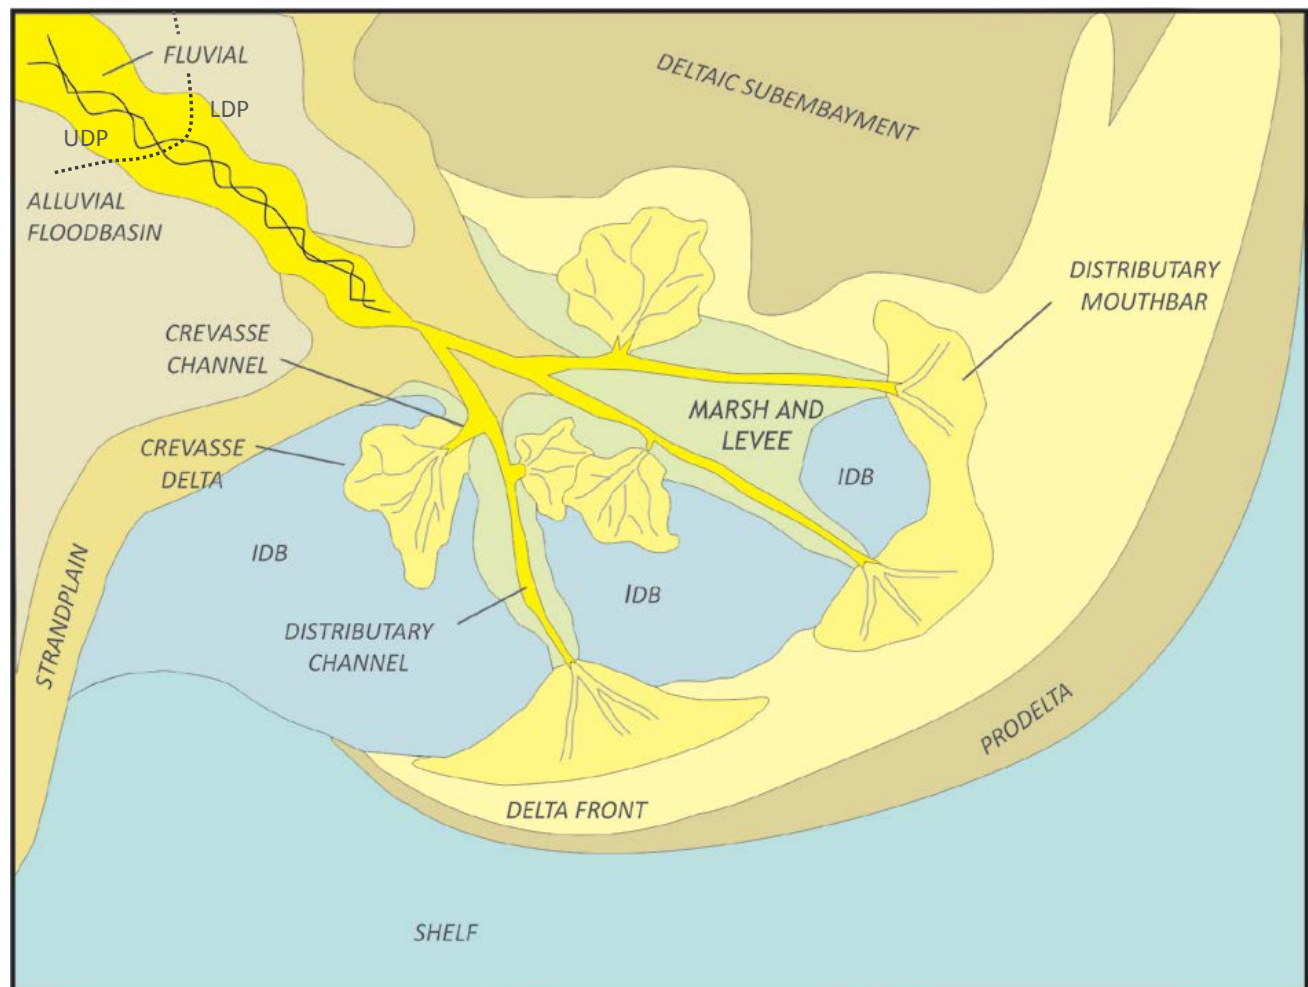 FLUVIAL
LDP
UDP
ALLUVIAL
FLOODBASIN
DELTAIC SUBEMBAYMENT
DISTRIBUTARY
MOUTHBAR
CREVASSE
CHANNEL
MARSH AND
LEVEE
CREVASSE
DELTA
IDB
IDB
IDB
DISTRIBUTARY
CHANNEL
STRANDPLAIN
PRODELTA
DELTA FRONT
SHELF